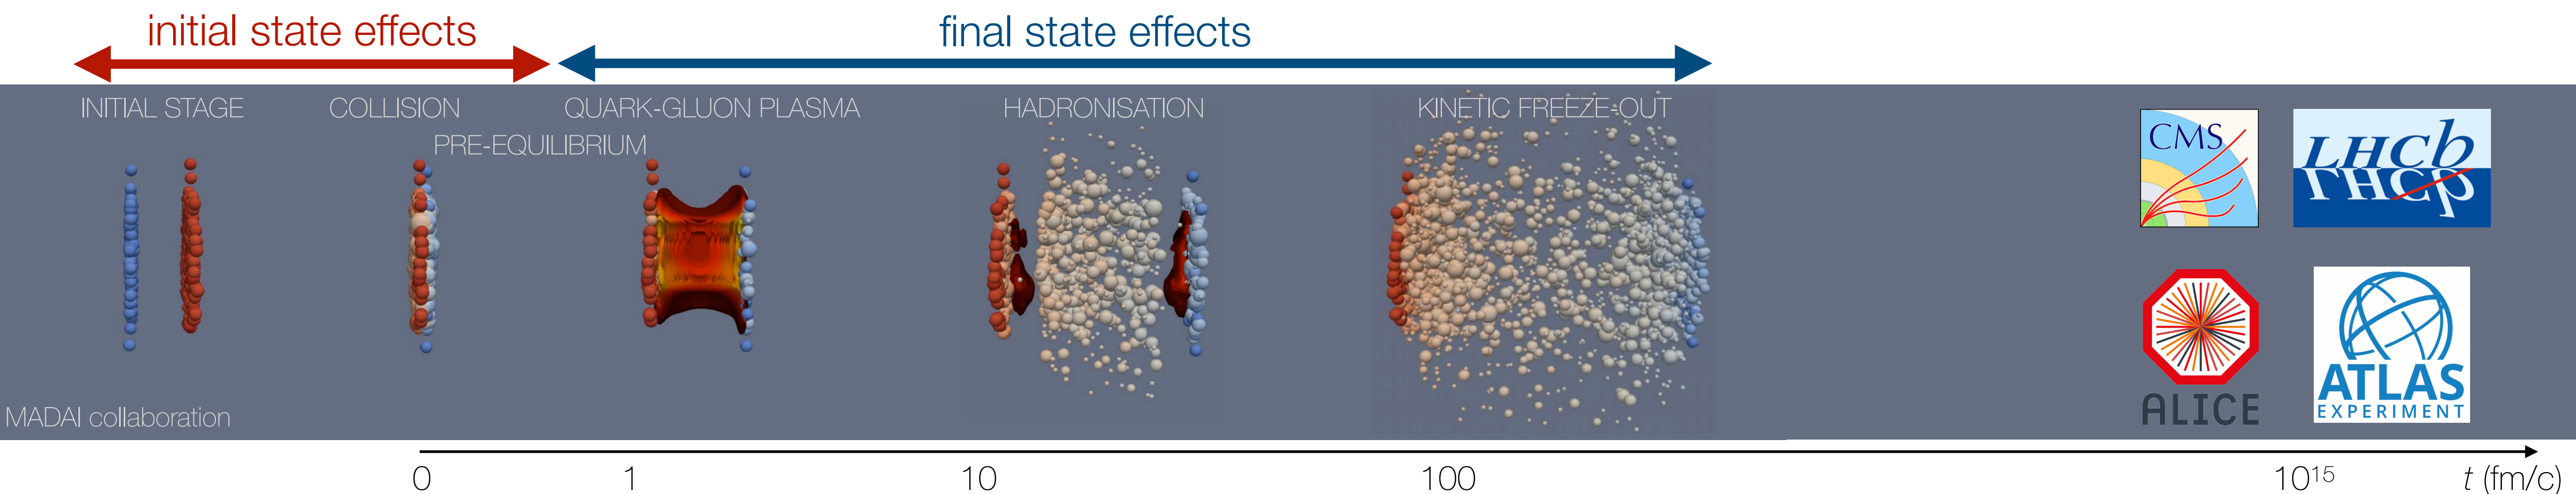 initial state effects
final state effects
INITIAL STAGE
COLLISION
QUARK-GLUON PLASMA
HADRONISATION
KINETIC FREEZE-OUT
PRE-EQUILIBRIUM
CMS
LHCb
LHCb
ALICE
ATLAS
EXPERIMENT
MADAI collaboration
0
1
10
100
10¹⁵
t (fm/c)